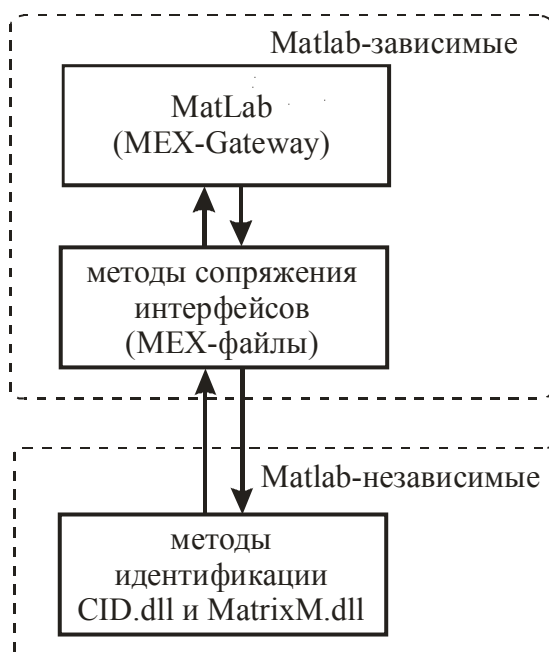 Matlab-зависимые
MatLab
(MEX-Gateway)
методы сопряжения
интерфейсов
(MEX-файлы)
Matlab-независимые
методы
идентификации
CID.dll и MatrixM.dll